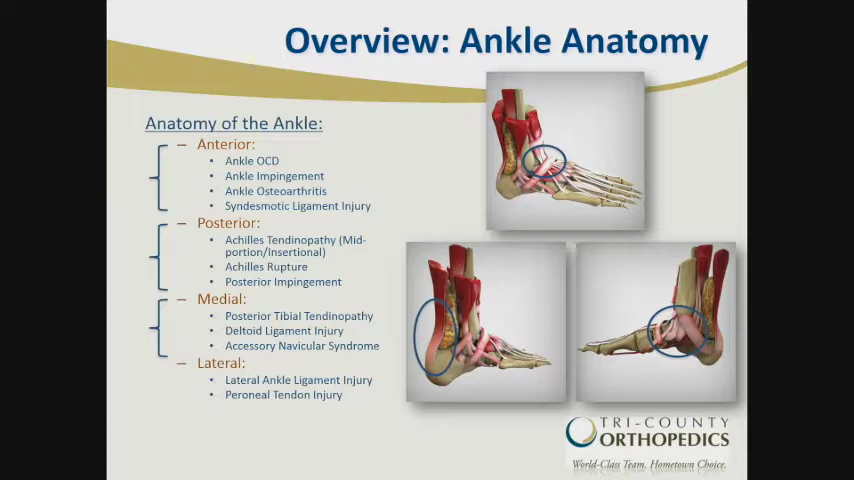 Overview: Ankle Anatomy
Anatomy of the Ankle:
– Anterior:
• Ankle OCD
• Ankle Impingement
• Ankle Osteoarthritis
• Syndesmotic Ligament Injury
– Posterior:
• Achilles Tendinopathy (Mid-
portion/Insertional)
• Achilles Rupture
• Posterior Impingement
– Medial:
• Posterior Tibial Tendinopathy
• Deltoid Ligament Injury
• Accessory Navicular Syndrome
– Lateral:
• Lateral Ankle Ligament Injury
• Peroneal Tendon Injury
TRI-COUNTY
ORTHOPEDICS
World-Class Team. Hometown Choice.